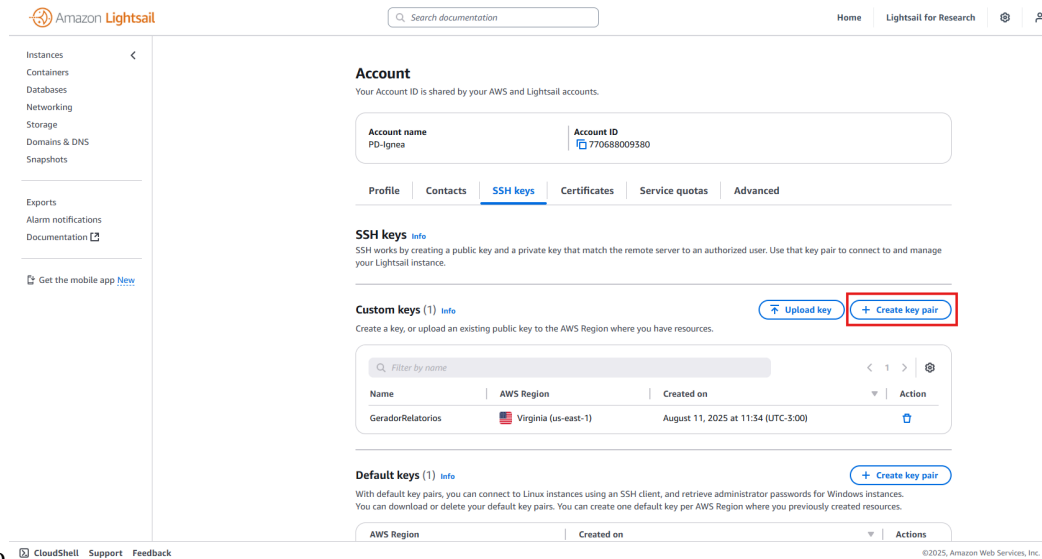 Amazon Lightsail
Search documentation
Home
Lightsail for Research
Instances
Containers
Databases
Networking
Storage
Domains & DNS
Snapshots
Exports
Alarm notifications
Documentation
Get the mobile app New
Account
Your Account ID is shared by your AWS and Lightsail accounts.
Account name
PD-Ignea
Account ID
770688009380
Profile
Contacts
SSH keys
Certificates
Service quotas
Advanced
SSH keys Info
SSH works by creating a public key and a private key that match the remote server to an authorized user. Use that key pair to connect to and manage
your Lightsail instance.
Custom keys (1) Info
Upload key
+ Create key pair
Create a key, or upload an existing public key to the AWS Region where you have resources.
Filter by name
< 1 >
Name
AWS Region
Created on
Action
GeradorRelatorios
Virginia (us-east-1)
August 11, 2025 at 11:34 (UTC-3:00)
Default keys (1) Info
+ Create key pair
With default key pairs, you can connect to Linux instances using an SSH client, and retrieve administrator passwords for Windows instances.
You can download or delete your default key pairs. You can create one default key per AWS Region where you previously created resources.
AWS Region
Created on
Actions
CloudShell Support Feedback
©2025, Amazon Web Services, Inc.